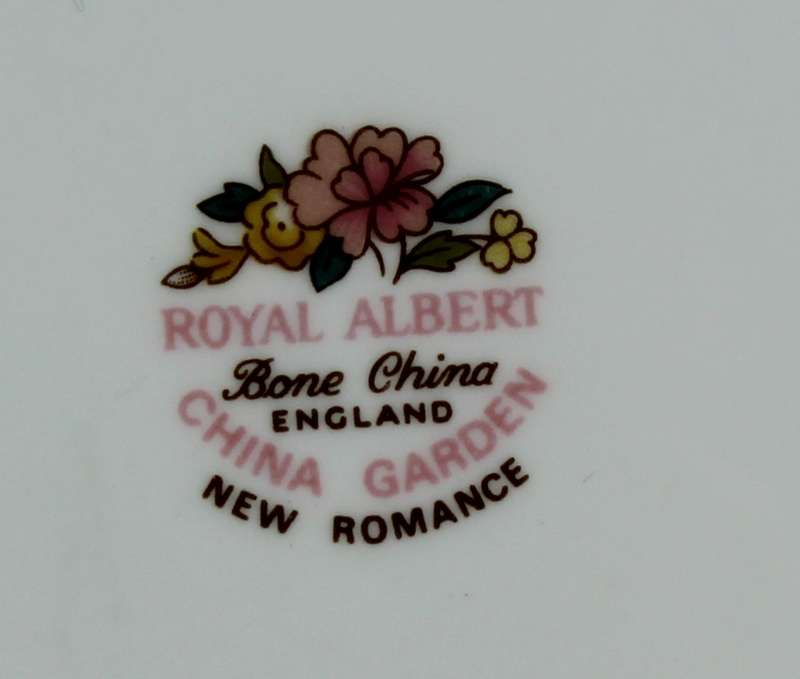 ROYAL ALBERT
Bone China
ENGLAND
CHINA GARDEN
NEW ROMANCE